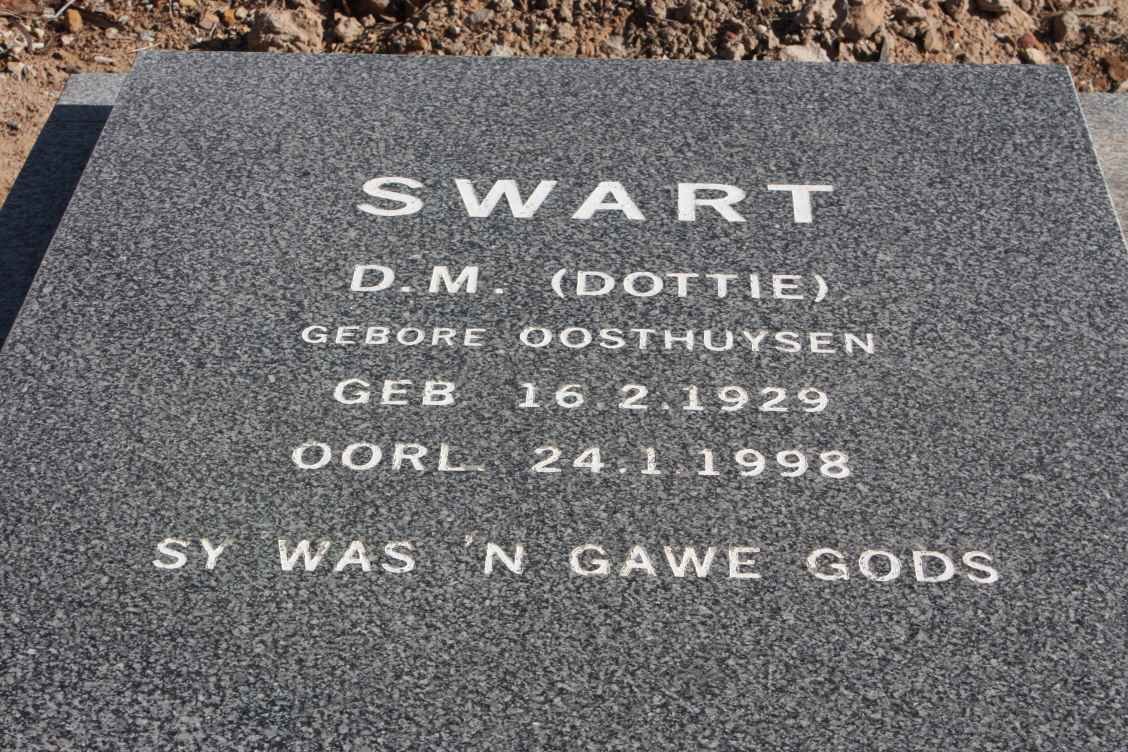 SWART
D.M. (DOTTIE)
GEBORE OOSTHUYSEN
GEB 16.2.1929
OORL. 24.1.1998
SY WAS 'N GAWE GODS